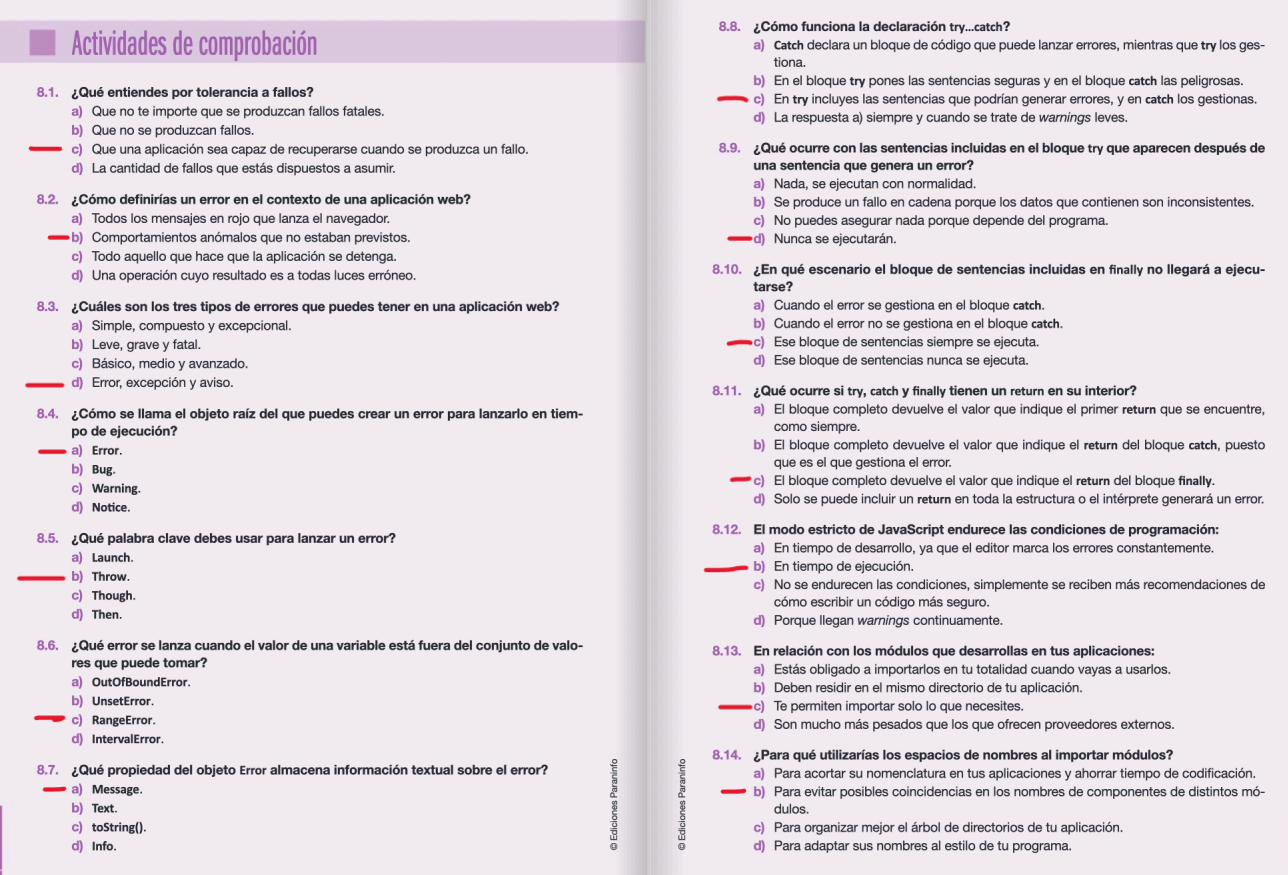 Actividades de comprobación
8.1. ¿Qué entiendes por tolerancia a fallos?
a) Que no te importe que se produzcan fallos fatales.
b) Que no se produzcan fallos.
c) Que una aplicación sea capaz de recuperarse cuando se produzca un fallo.
d) La cantidad de fallos que estás dispuestos a asumir.
8.2. ¿Cómo definirías un error en el contexto de una aplicación web?
a) Todos los mensajes en rojo que lanza el navegador.
b) Comportamientos anómalos que no estaban previstos.
c) Todo aquello que hace que la aplicación se detenga.
d) Una operación cuyo resultado es a todas luces erróneo.
8.3. ¿Cuáles son los tres tipos de errores que puedes tener en una aplicación web?
a) Simple, compuesto y excepcional.
b) Leve, grave y fatal.
c) Básico, medio y avanzado.
d) Error, excepción y aviso.
8.4. ¿Cómo se llama el objeto raíz del que puedes crear un error para lanzarlo en tiem-
po de ejecución?
a) Error.
b) Bug.
c) Warning.
d) Notice.
8.5. ¿Qué palabra clave debes usar para lanzar un error?
a) Launch.
b) Throw.
c) Though.
d) Then.
8.6. ¿Qué error se lanza cuando el valor de una variable está fuera del conjunto de valo-
res que puede tomar?
a) OutOfBoundError.
b) UnsetError.
c) RangeError.
d) IntervalError.
8.7. ¿Qué propiedad del objeto Error almacena información textual sobre el error?
a) Message.
b) Text.
c) toString().
d) Info.
© Ediciones Paraninfo
8.8. ¿Cómo funciona la declaración try...catch?
a) Catch declara un bloque de código que puede lanzar errores, mientras que try los ges-
tiona.
b) En el bloque try pones las sentencias seguras y en el bloque catch las peligrosas.
c) En try incluyes las sentencias que podrían generar errores, y en catch los gestionas.
d) La respuesta a) siempre y cuando se trate de warnings leves.
8.9. ¿Qué ocurre con las sentencias incluidas en el bloque try que aparecen después de
una sentencia que genera un error?
a) Nada, se ejecutan con normalidad.
b) Se produce un fallo en cadena porque los datos que contienen son inconsistentes.
c) No puedes asegurar nada porque depende del programa.
d) Nunca se ejecutarán.
8.10. ¿En qué escenario el bloque de sentencias incluidas en finally no llegará a ejecu-
tarse?
a) Cuando el error se gestiona en el bloque catch.
b) Cuando el error no se gestiona en el bloque catch.
c) Ese bloque de sentencias siempre se ejecuta.
d) Ese bloque de sentencias nunca se ejecuta.
8.11. ¿Qué ocurre si try, catch y finally tienen un return en su interior?
a) El bloque completo devuelve el valor que indique el primer return que se encuentre,
como siempre.
b) El bloque completo devuelve el valor que indique el return del bloque catch, puesto
que es el que gestiona el error.
c) El bloque completo devuelve el valor que indique el return del bloque finally.
d) Solo se puede incluir un return en toda la estructura o el intérprete generará un error.
8.12. El modo estricto de JavaScript endurece las condiciones de programación:
a) En tiempo de desarrollo, ya que el editor marca los errores constantemente.
b) En tiempo de ejecución.
c) No se endurecen las condiciones, simplemente se reciben más recomendaciones de
cómo escribir un código más seguro.
d) Porque llegan warnings continuamente.
8.13. En relación con los módulos que desarrollas en tus aplicaciones:
a) Estás obligado a importarlos en tu totalidad cuando vayas a usarlos.
b) Deben residir en el mismo directorio de tu aplicación.
c) Te permiten importar solo lo que necesites.
d) Son mucho más pesados que los que ofrecen proveedores externos.
8.14. ¿Para qué utilizarías los espacios de nombres al importar módulos?
a) Para acortar su nomenclatura en tus aplicaciones y ahorrar tiempo de codificación.
b) Para evitar posibles coincidencias en los nombres de componentes de distintos mó-
dulos.
c) Para organizar mejor el árbol de directorios de tu aplicación.
d) Para adaptar sus nombres al estilo de tu programa.
© Ediciones Paraninfo